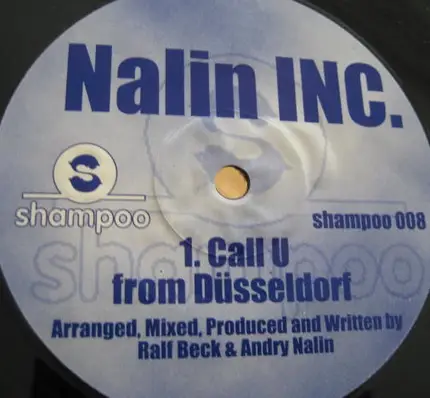 Nalin INC.
S
shampoo
shampoo 008
1. Call U
from Düsseldorf
Arranged, Mixed, Produced and Written by
Ralf Beck & Andry Nalin